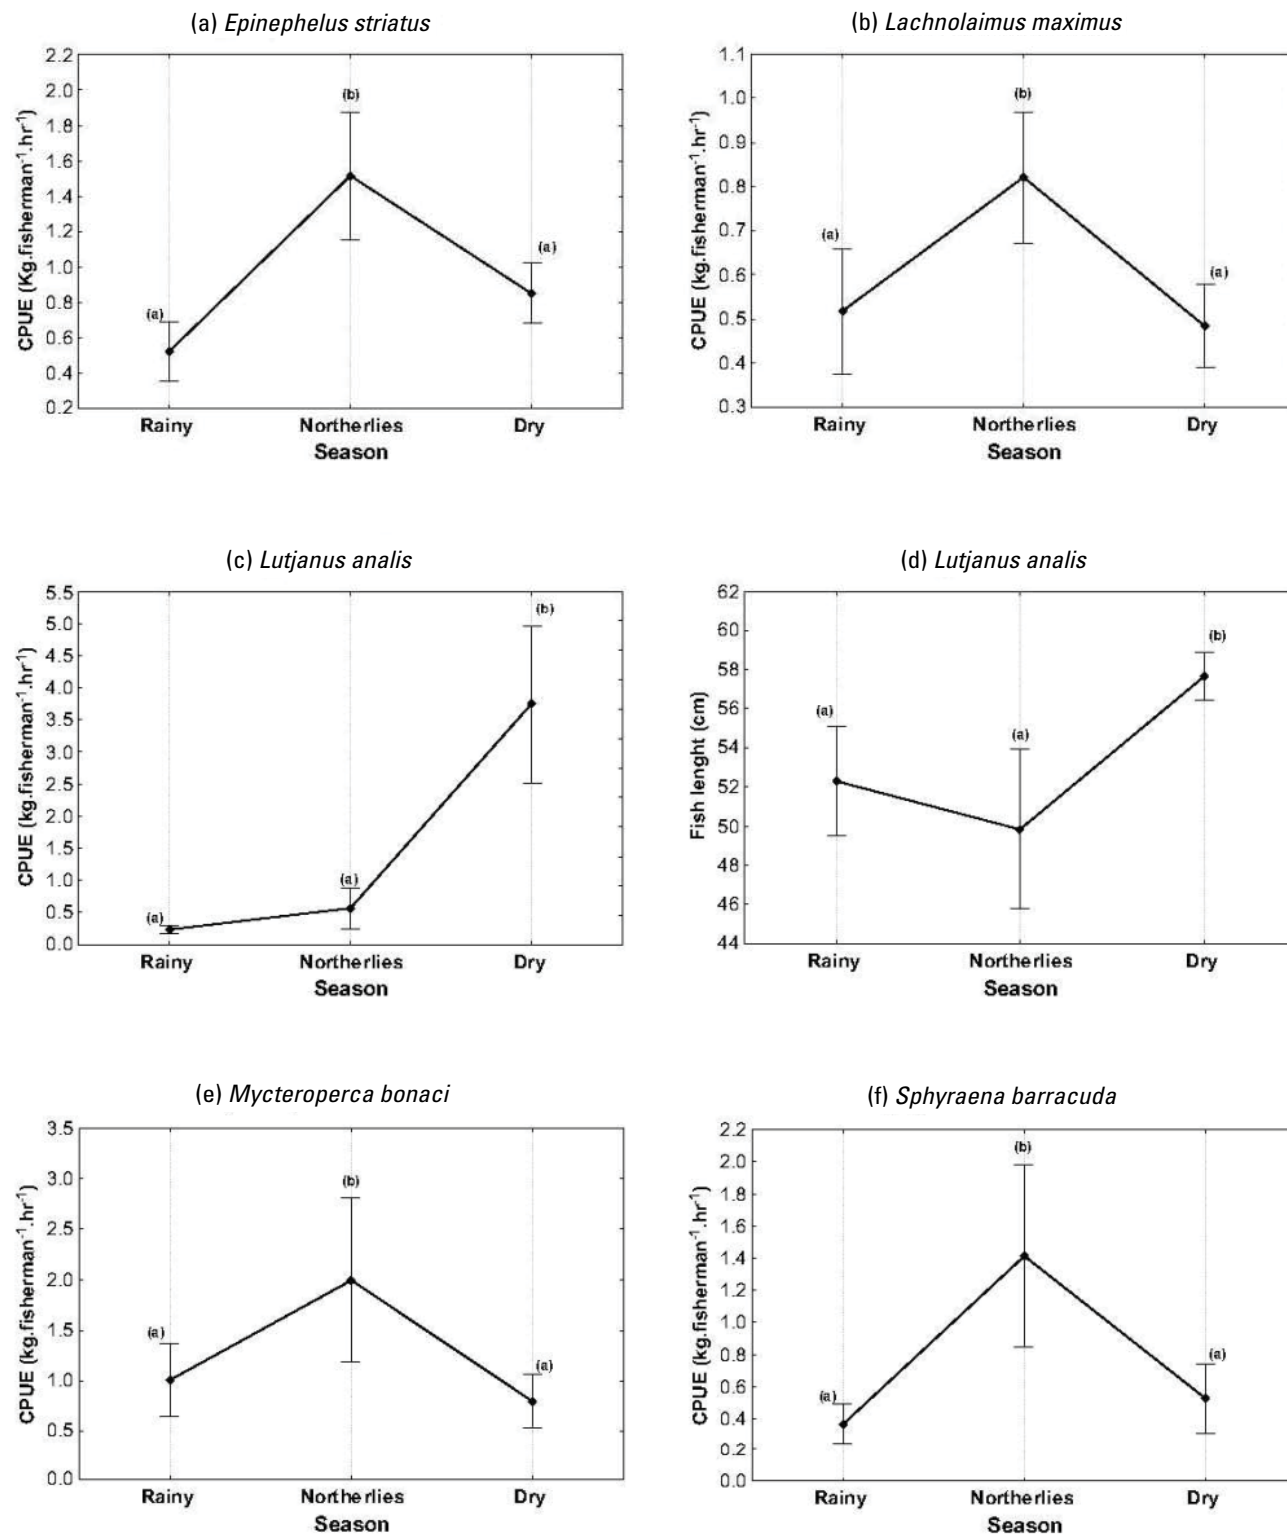 (a) Epinephelus striatus
CPUE (Kg.fisherman⁻¹.hr⁻¹)
2.2
2.0
1.8
1.6
1.4
1.2
1.0
0.8
0.6
0.4
0.2
(a)
(b)
(a)
Rainy Northerlies Dry
Season
(b) Lachnolaimus maximus
CPUE (kg.fisherman⁻¹.hr⁻¹)
1.1
1.0
0.9
0.8
0.7
0.6
0.5
0.4
0.3
(a)
(b)
(a)
Rainy Northerlies Dry
Season
(c) Lutjanus analis
CPUE (kg.fisherman⁻¹.hr⁻¹)
5.5
5.0
4.5
4.0
3.5
3.0
2.5
2.0
1.5
1.0
0.5
0.0
(a)
(a)
(b)
Rainy Northerlies Dry
Season
(d) Lutjanus analis
Fish lenght (cm)
62
60
58
56
54
52
50
48
46
44
(a)
(a)
(b)
Rainy Northerlies Dry
Season
(e) Mycteroperca bonaci
CPUE (kg.fisherman⁻¹.hr⁻¹)
3.5
3.0
2.5
2.0
1.5
1.0
0.5
0.0
(a)
(b)
(a)
Rainy Northerlies Dry
Season
(f) Sphyraena barracuda
CPUE (kg.fisherman⁻¹.hr⁻¹)
2.2
2.0
1.8
1.6
1.4
1.2
1.0
0.8
0.6
0.4
0.2
0.0
(a)
(b)
(a)
Rainy Northerlies Dry
Season